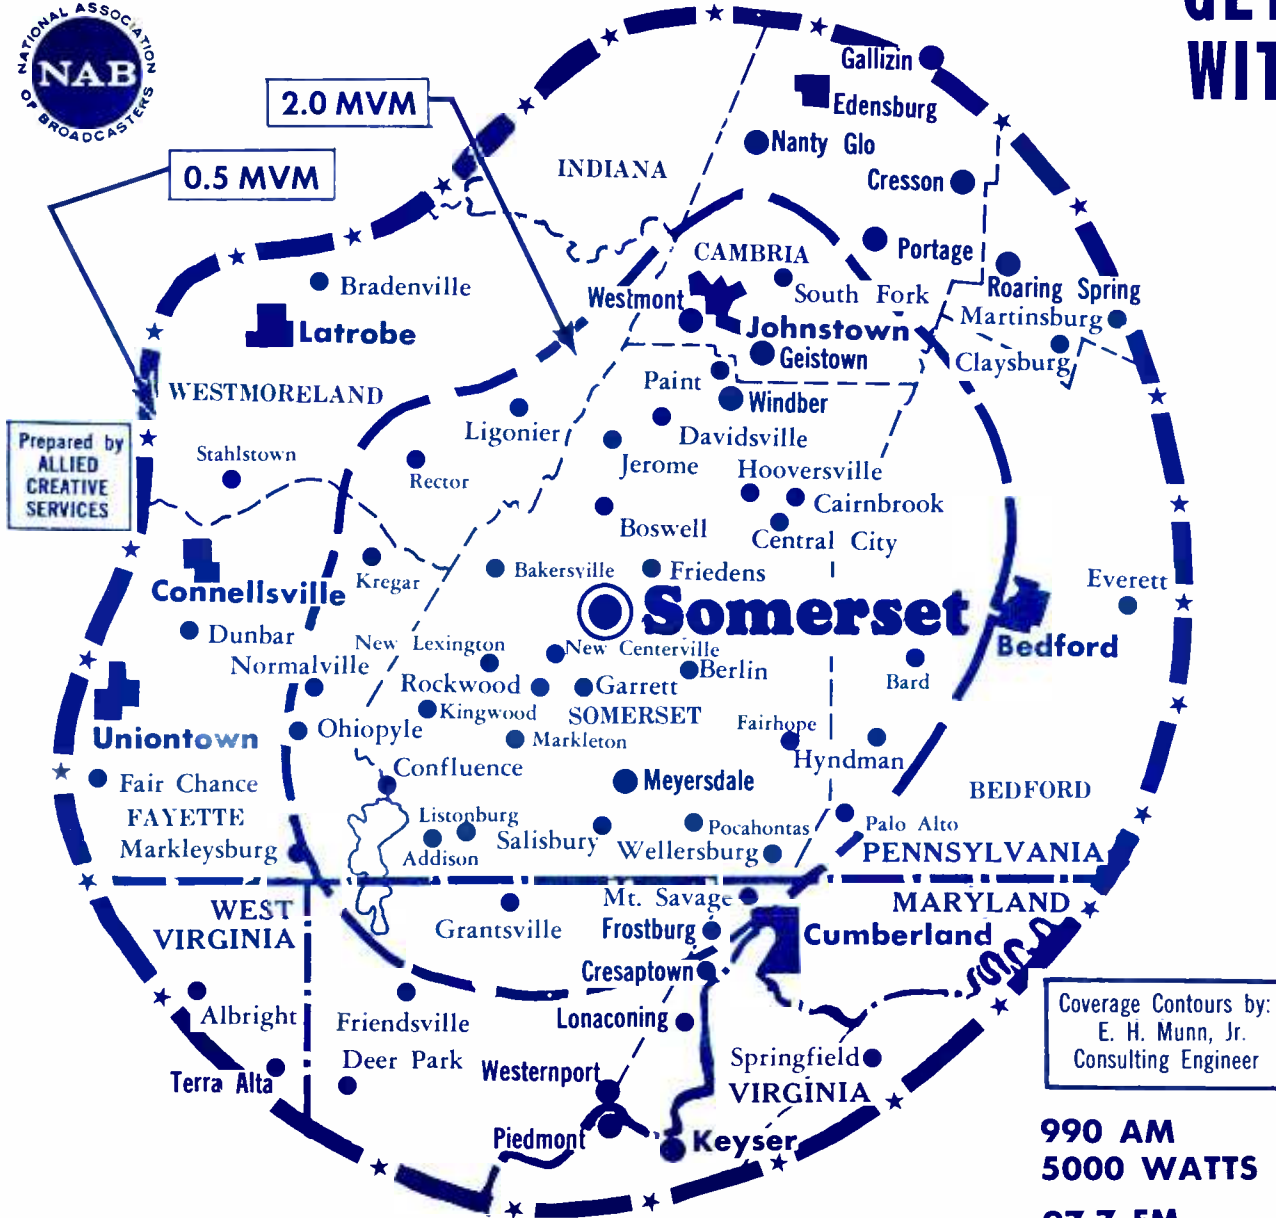 NATIONAL ASSOCIATION
OF BROADCASTERS
NAB
WIT
2.0 MVM
0.5 MVM
Gallizin
Edensburg
Nanty Glo
INDIANA
Cresson
CAMBRIA
Portage
Bradenville
Westmont
South Fork
Roaring Spring
Martinsburg
Latrobe
Johnstown
Geistown
Claysburg
Paint
WESTMORELAND
Windber
Ligonier
Davidsville
Prepared by
ALLIED
CREATIVE
SERVICES
Stahlstown
Rector
Jerome
Hooversville
Cairnbrook
Boswell
Central City
Kregar
Bakersville
Friedens
Everett
Connellsville
Somerset
Dunbar
New Lexington
New Centerville
Bedford
Normalville
Berlin
Bard
Rockwood
Garrett
Kingwood
SOMERSET
Fairhope
Ohiopyle
Markleton
Uniontown
Hyndman
Confluence
Fair Chance
Meyersdale
BEDFORD
FAYETTE
Listonburg
Salisbury
Pocahontas
Palo Alto
Markleysburg
Addison
Wellersburg
PENNSYLVANIA
WEST
VIRGINIA
Mt. Savage
MARYLAND
Grantsville
Frostburg
Cumberland
Cresaptown
Albright
Friendsville
Lonaconing
Coverage Contours by:
E. H. Munn, Jr.
Consulting Engineer
Deer Park
Springfield
Terra Alta
Westernport
VIRGINIA
Piedmont
Keyser
990 AM
5000 WATTS